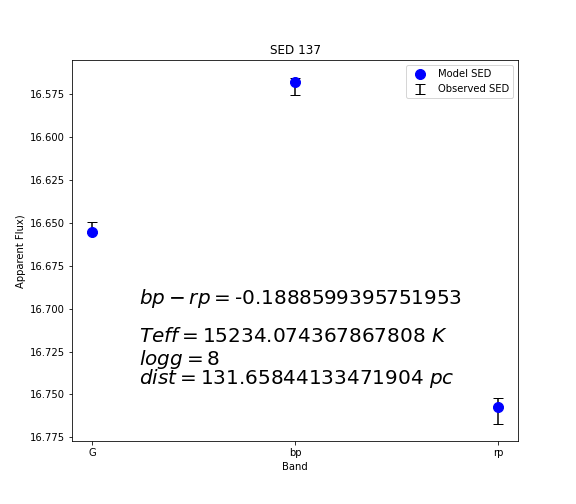 SED 137
Model SED
Observed SED
16.575
16.600
16.625
16.650
16.675
16.700
16.725
16.750
16.775
Apparent Flux)
bp − rp = -0.1888599395751953
Teff = 15234.074367867808 K
logg = 8
dist = 131.65844133471904 pc
G bp rp
Band